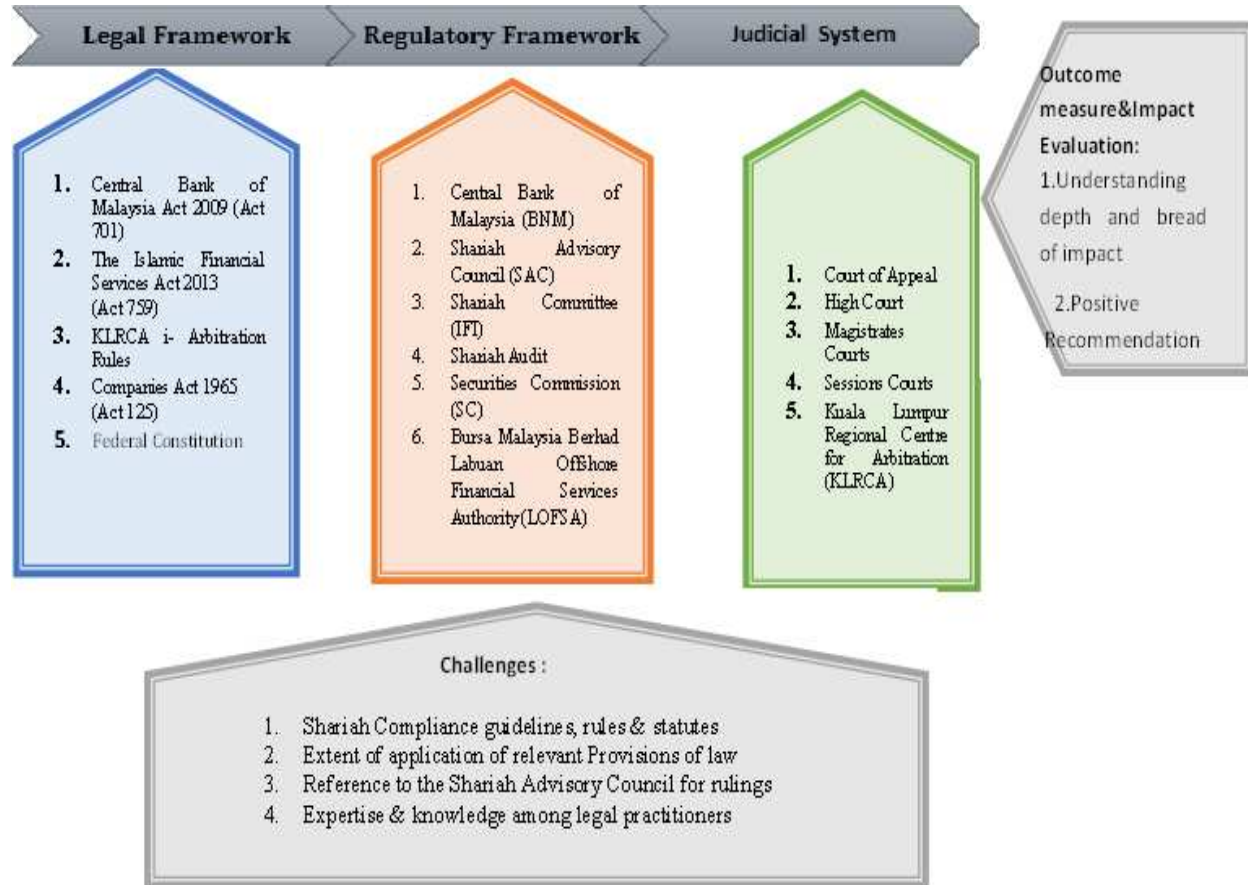 Legal Framework
Regulatory Framework
Judicial System
1. Central Bank of
Malaysia Act 2009 (Act
701)
2. The Islamic Financial
Services Act 2013
(Act 759)
3. KLRCA i- Arbitration
Rules
4. Companies Act 1965
(Act 125)
5. Federal Constitution
1. Central Bank of
Malaysia (BNM)
2. Shariah Advisory
Council (SAC)
3. Shariah Committee
(IFI)
4. Shariah Audit
5. Securities Commission
(SC)
6. Bursa Malaysia Berhad
Labuan Offshore
Financial Services
Authority (LOFSA)
1. Court of Appeal
2. High Court
3. Magistrates
Courts
4. Sessions Courts
5. Kuala Lumpur
Regional Centre
for Arbitration
(KLRCA)
Outcome
measure&Impact
Evaluation:
1.Understanding
depth and bread
of impact
2.Positive
Recommendation
Challenges :
1. Shariah Compliance guidelines, rules & statutes
2. Extent of application of relevant Provisions of law
3. Reference to the Shariah Advisory Council for rulings
4. Expertise & knowledge among legal practitioners